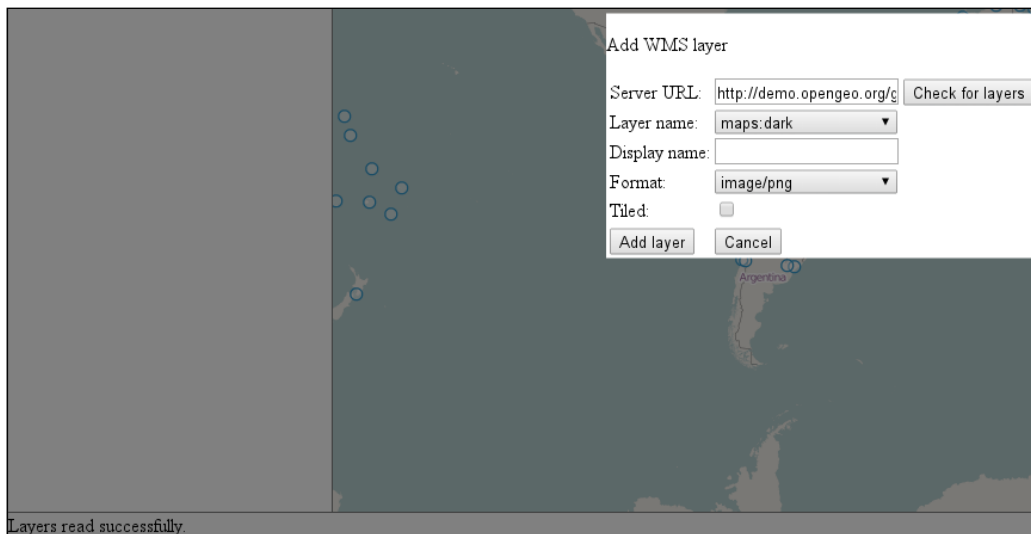 Add WMS layer
Server URL: http://demo.opengeo.org/g Check for layers
Layer name: maps:dark
Display name:
Format: image/png
Tiled:
Add layer Cancel
Argentina
Layers read successfully.